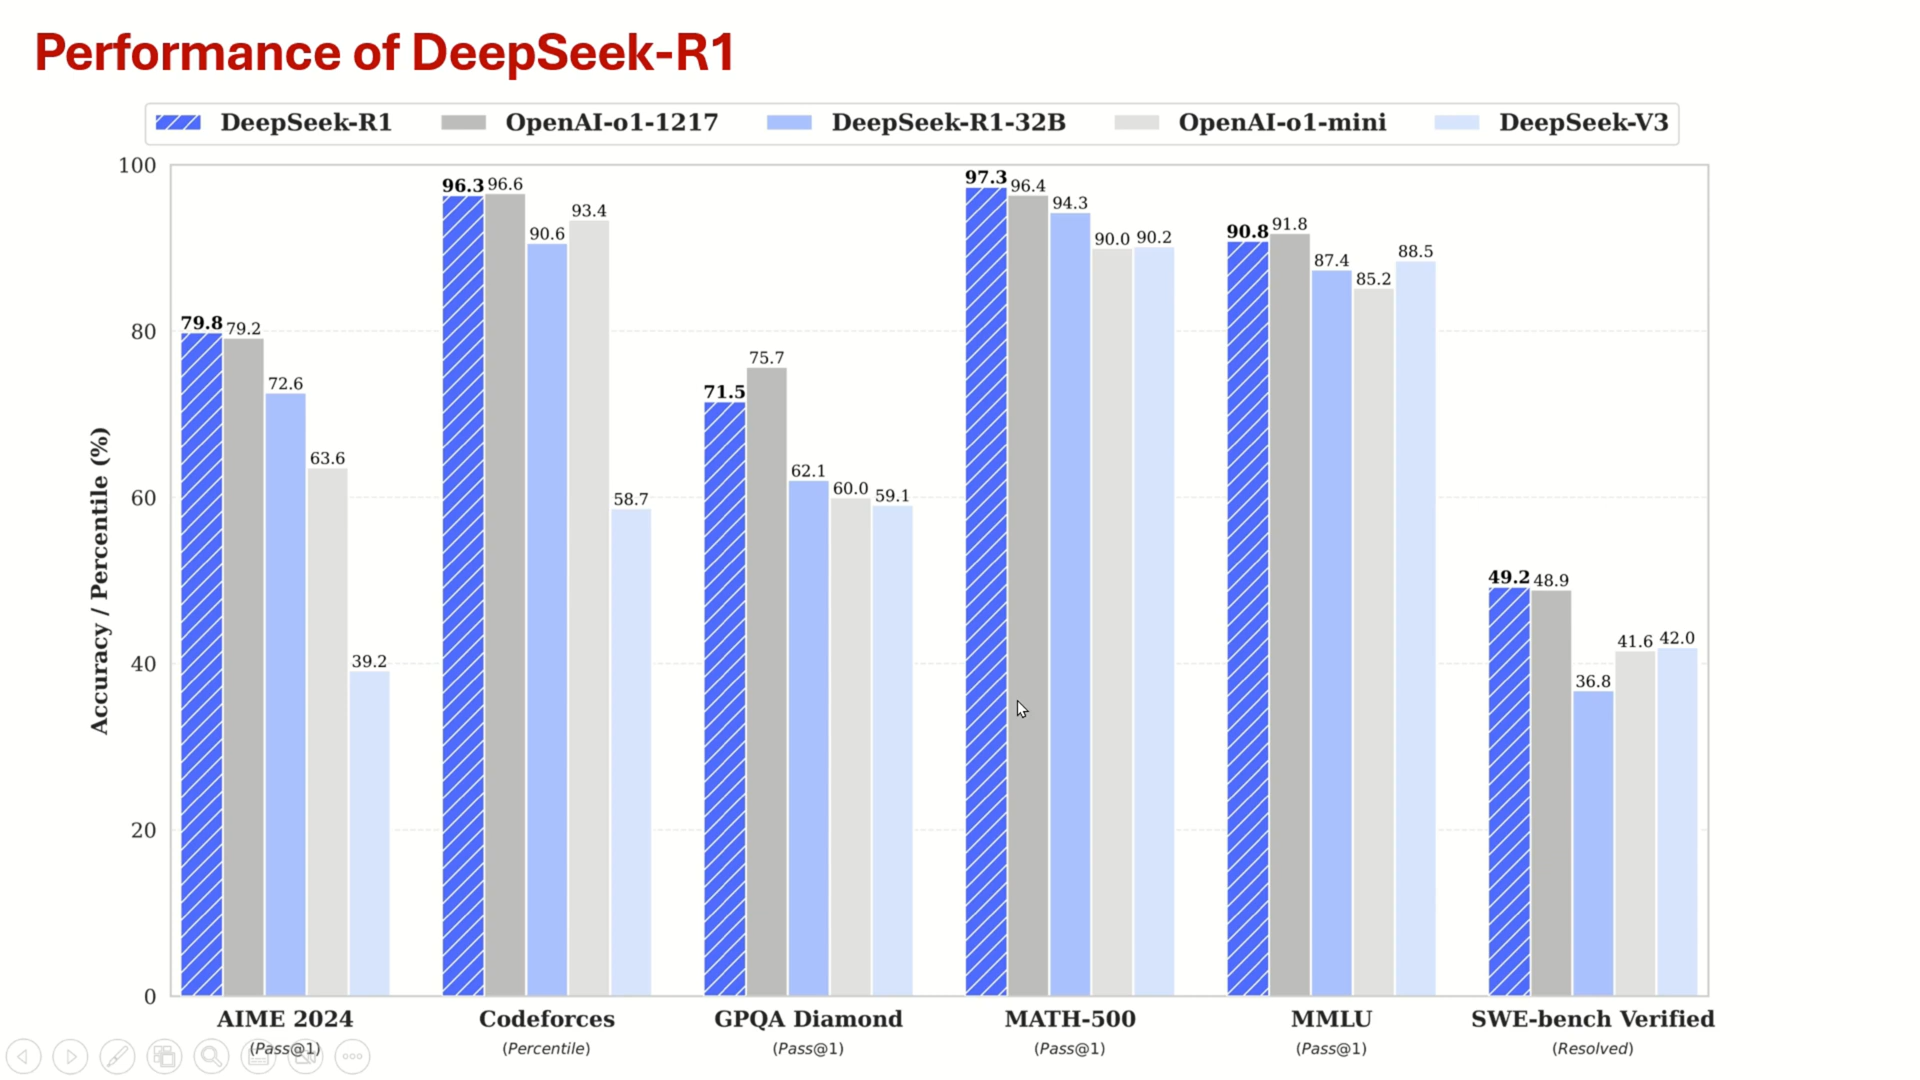 Performance of DeepSeek-R1
DeepSeek-R1 OpenAI-o1-1217 DeepSeek-R1-32B OpenAI-o1-mini DeepSeek-V3
Accuracy / Percentile (%)
100
80
60
40
20
0
79.8 79.2 72.6 63.6 39.2
96.3 96.6 90.6 93.4 58.7
71.5 75.7 62.1 60.0 59.1
97.3 96.4 94.3 90.0 90.2
90.8 91.8 87.4 85.2 88.5
49.2 48.9 36.8 41.6 42.0
AIME 2024
(Pass@1)
Codeforces
(Percentile)
GPQA Diamond
(Pass@1)
MATH-500
(Pass@1)
MMLU
(Pass@1)
SWE-bench Verified
(Resolved)